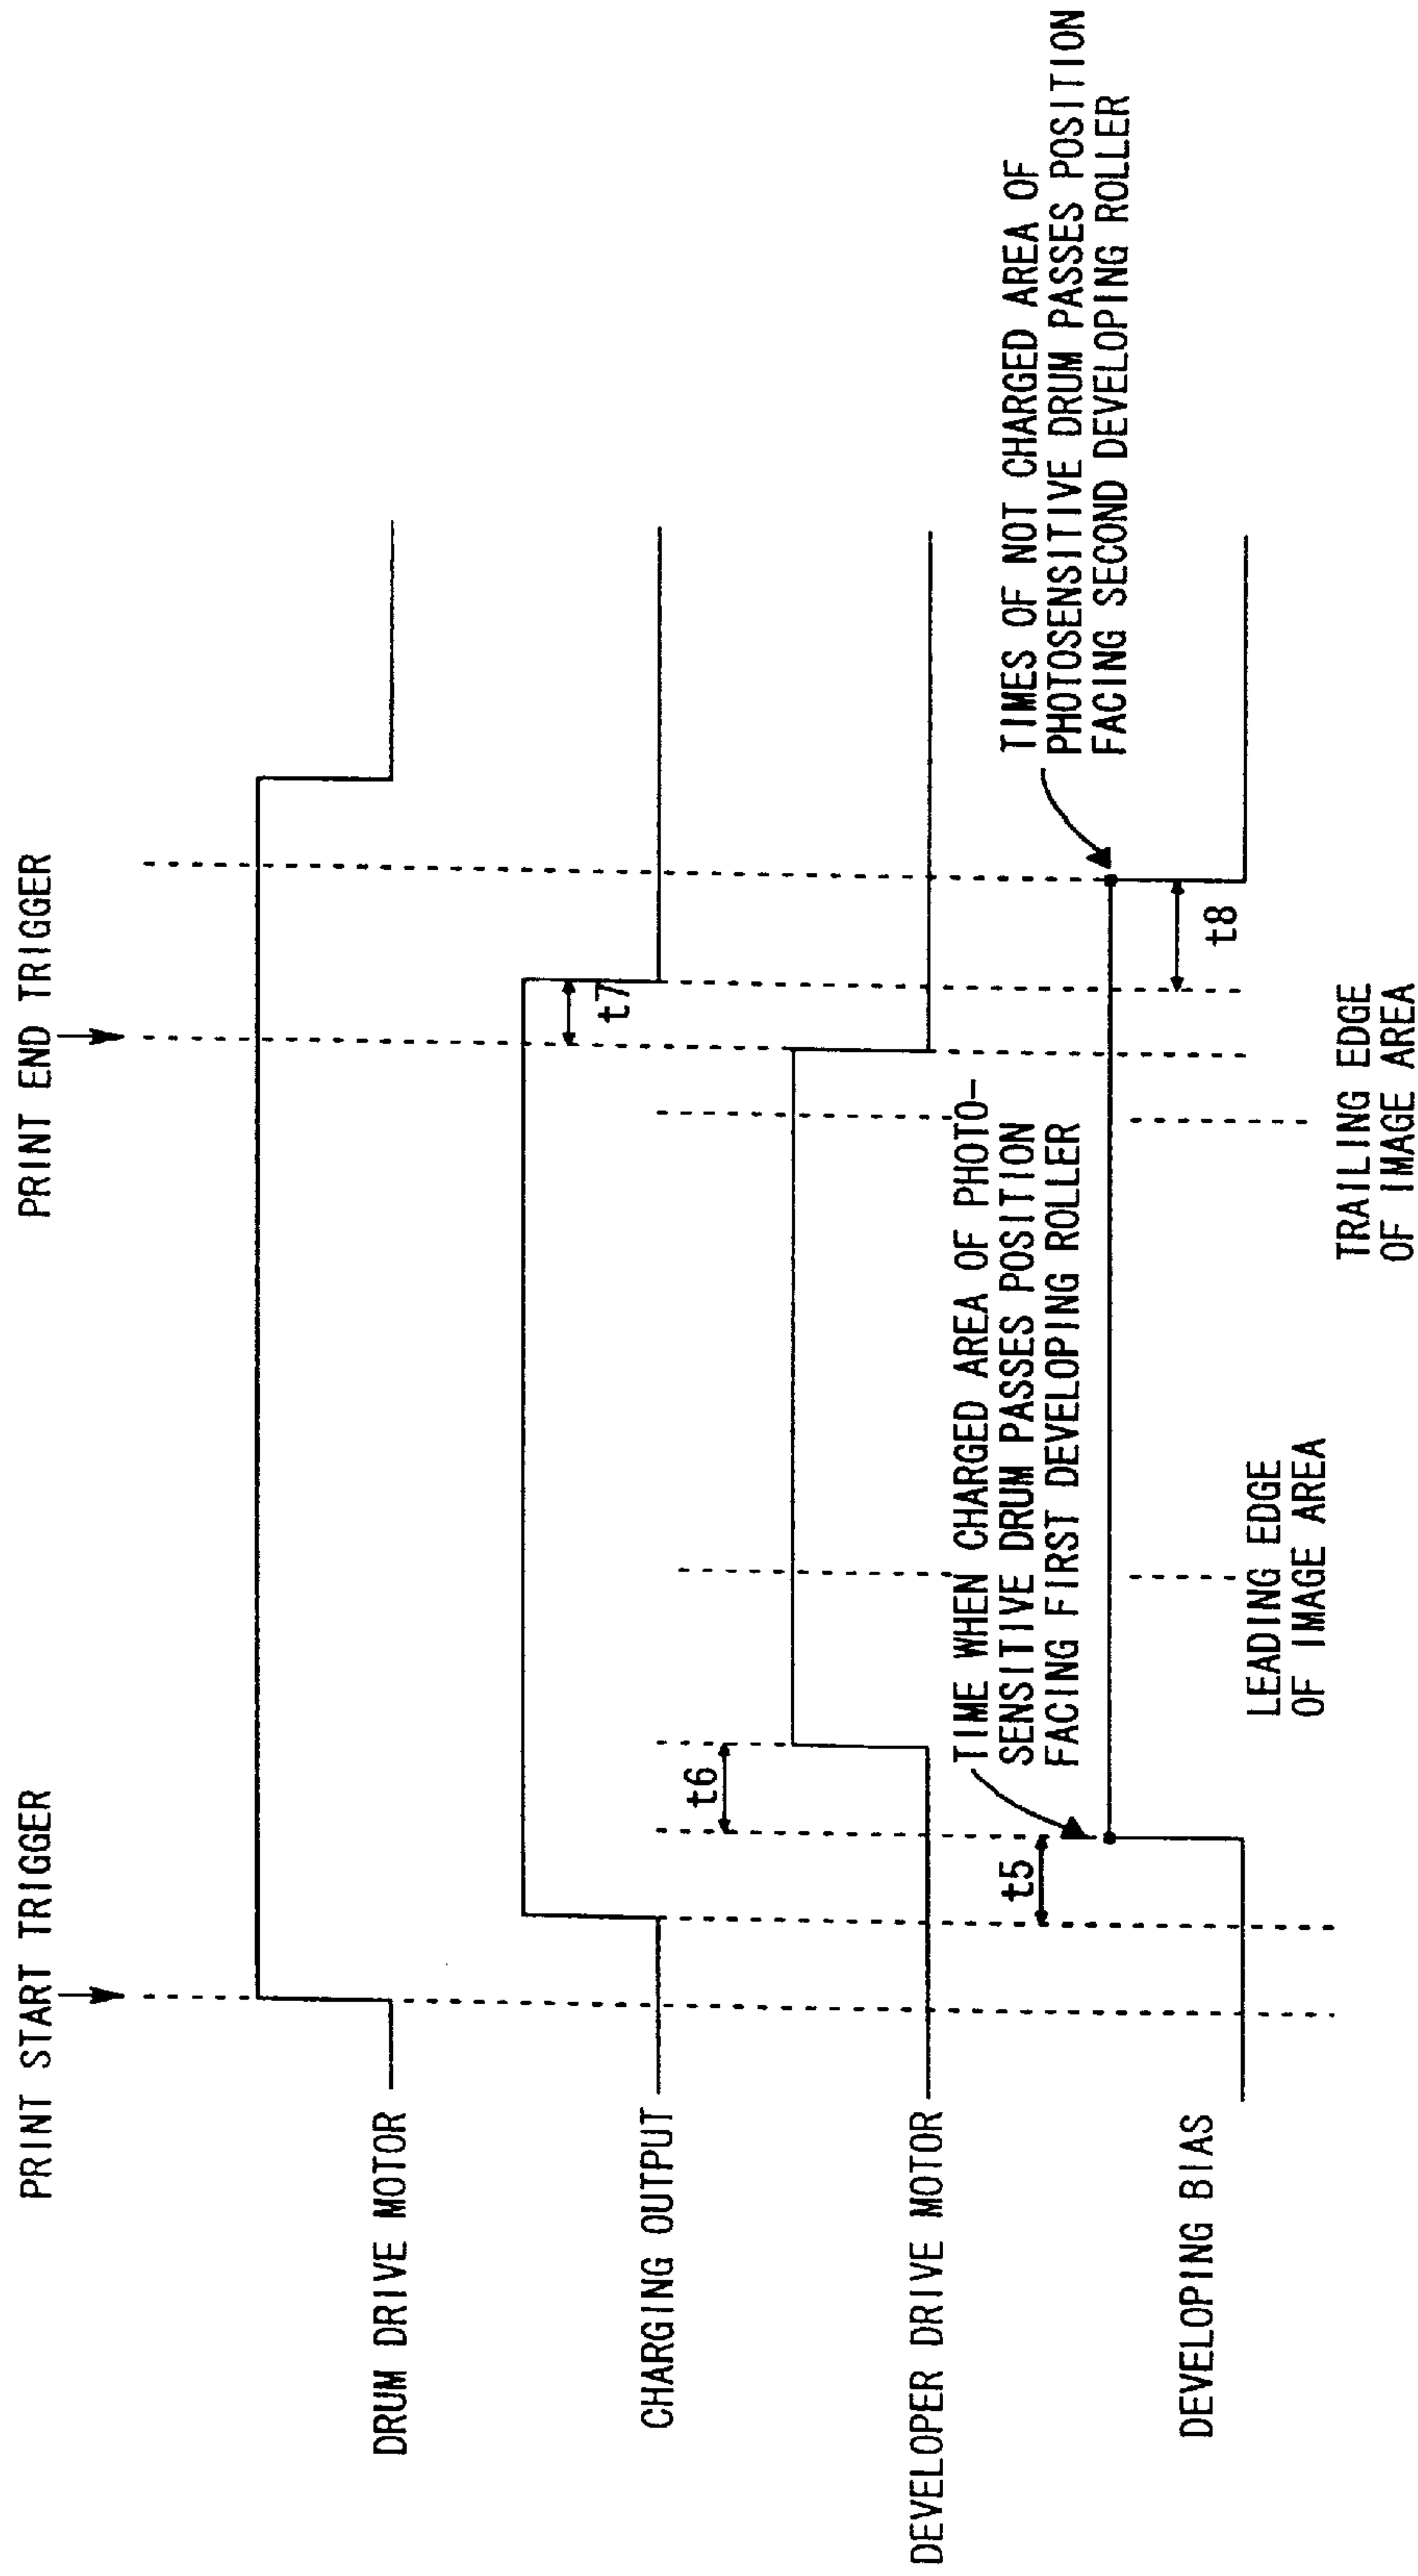 PRINT START TRIGGER
PRINT END TRIGGER
DRUM DRIVE MOTOR
CHARGING OUTPUT
t7
DEVELOPER DRIVE MOTOR
t6
TIME WHEN CHARGED AREA OF PHOTO-
SENSITIVE DRUM PASSES POSITION
FACING FIRST DEVELOPING ROLLER
TIMES OF NOT CHARGED AREA OF
PHOTOSENSITIVE DRUM PASSES POSITION
FACING SECOND DEVELOPING ROLLER
t5
DEVELOPING BIAS
t8
LEADING EDGE
OF IMAGE AREA
TRAILING EDGE
OF IMAGE AREA